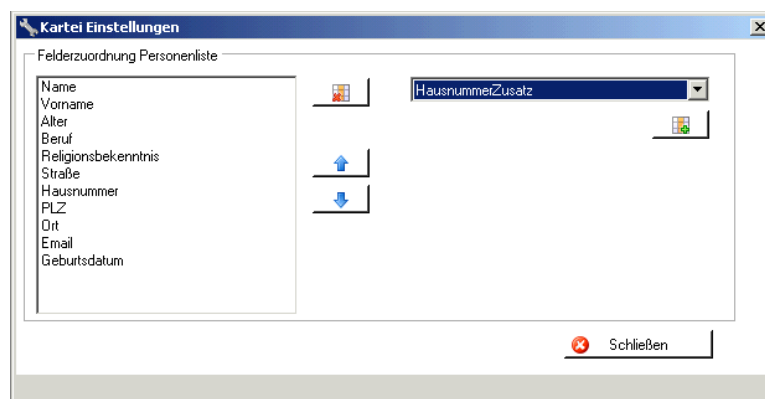 Kartei Einstellungen
Felderzuordnung Personenliste
Name
Vorname
Alter
Beruf
Religionsbekenntnis
Straße
Hausnummer
PLZ
Ort
Email
Geburtsdatum
HausnummerZusatz
Schließen